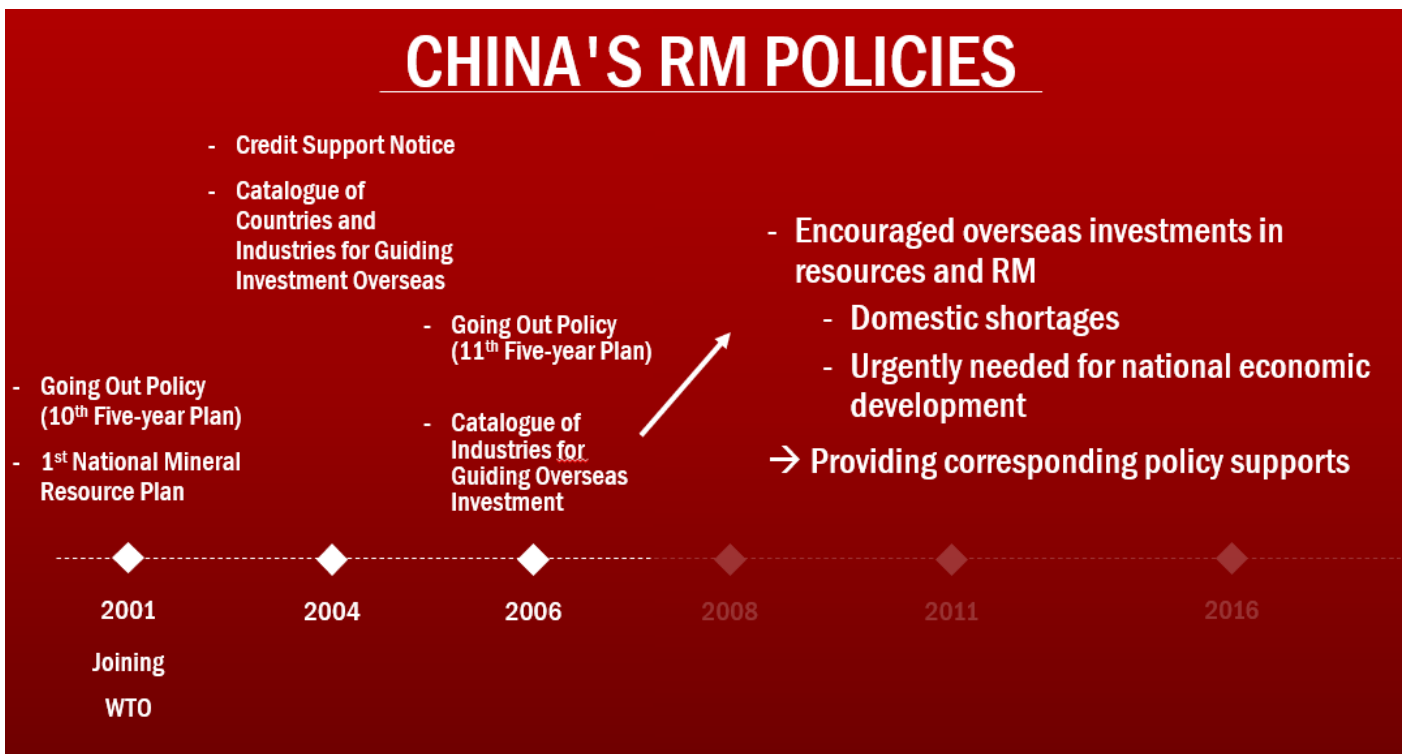 CHINA'S RM POLICIES
- Credit Support Notice
- Catalogue of
Countries and
Industries for Guiding
Investment Overseas
- Going Out Policy
(11th Five-year Plan)
- Catalogue of
Industries for
Guiding Overseas
Investment
- Going Out Policy
(10th Five-year Plan)
- 1st National Mineral
Resource Plan
- Encouraged overseas investments in
resources and RM
- Domestic shortages
- Urgently needed for national economic
development
→ Providing corresponding policy supports
2001
2004
2006
2008
2011
2016
Joining
WTO